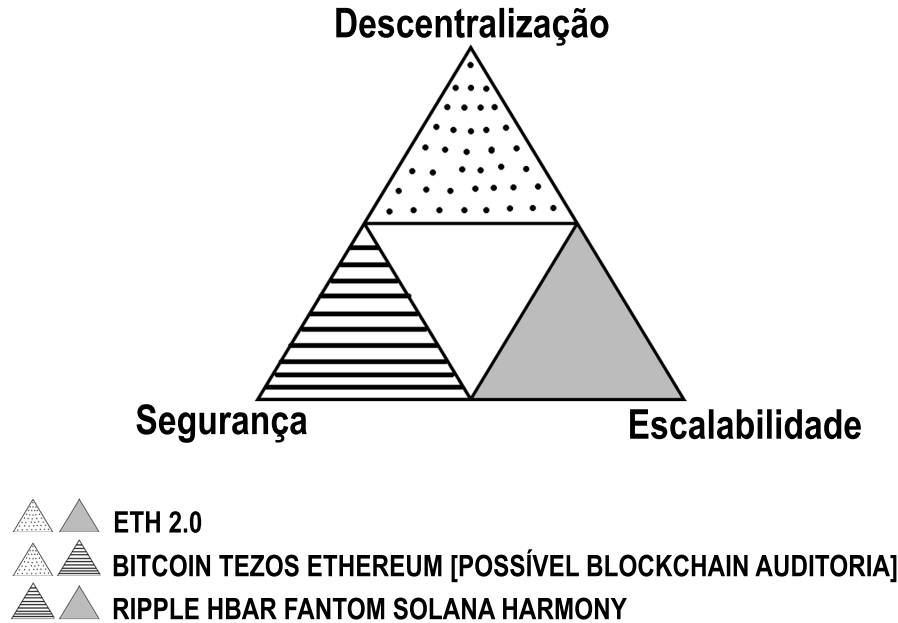 Descentralização
Segurança
Escalabilidade
ETH 2.0
BITCOIN TEZOS ETHEREUM [POSSÍVEL BLOCKCHAIN AUDITORIA]
RIPPLE HBAR FANTOM SOLANA HARMONY